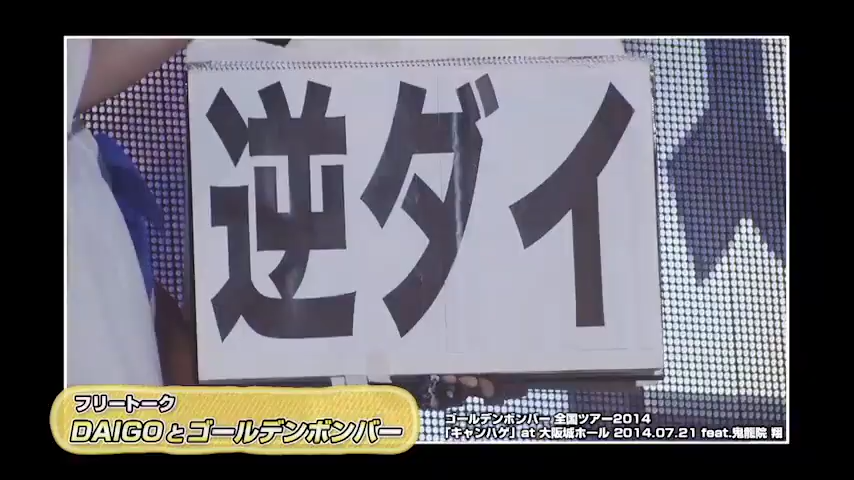 逆ダイ
フリートーク
DAIGOとゴールデンボンバー
ゴールデンボンバー 全国ツアー2014
「キャンハゲ」at 大阪城ホール 2014.07.21 feat.鬼龍院 翔